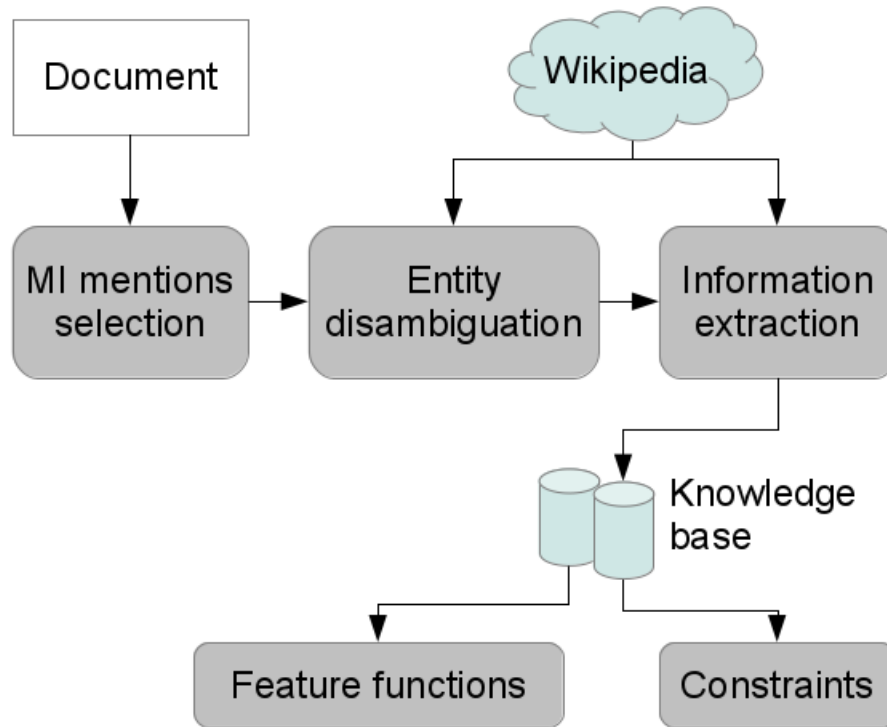 Document
Wikipedia
MI mentions
selection
Entity
disambiguation
Information
extraction
Knowledge
base
Feature functions
Constraints